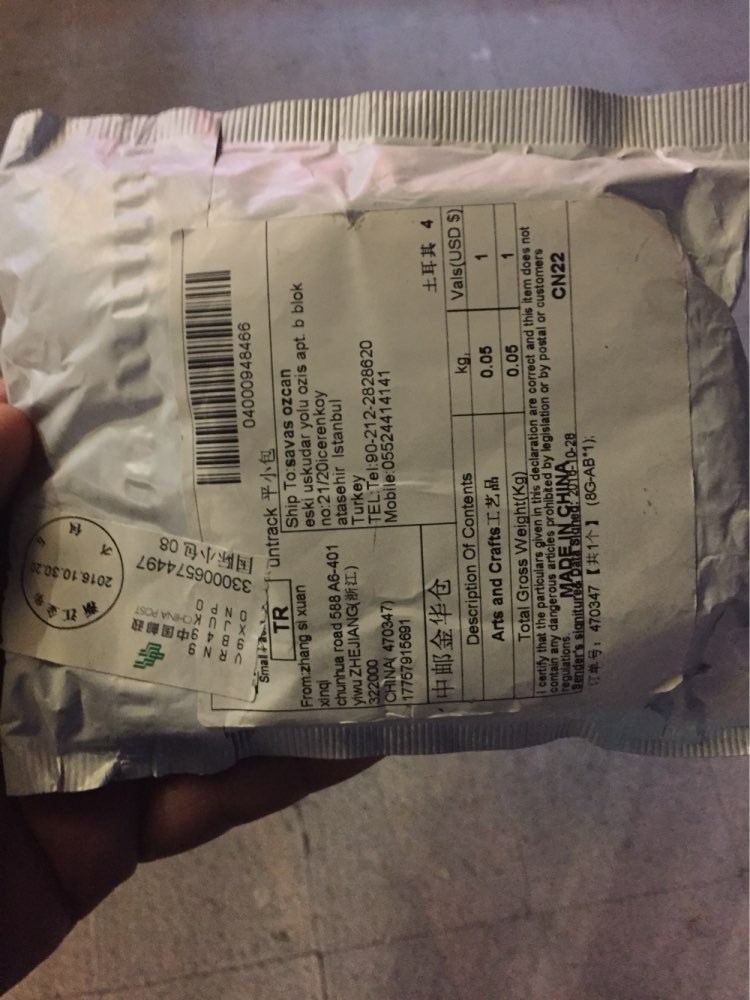 04000948466
untrack 平小包
TR
Ship To:savas ozcan
eski uskudar yolu ozis apt. b blok
no:21/20icerenkoy
atasehir Istanbul
Turkey
TEL:Tel:90-212-2828620
Mobile:05524414141
土耳其 4
From:zhang si xuan
xinqi
chunhua road 588 A6-401
yiwu ZHEJIANG(浙江)
322000
CHINA( 470347)
17757915691
中邮金华仓
Description Of Contents kg. Vals(USD $)
Arts and Crafts 工艺品 0.05 1
Total Gross Weight(Kg) 0.05 1
I certify that the particulars given in this declaration are correct and this item does not
contain any dangerous articles prohibited by legislation or by postal or customers
regulations. MADE IN CHINA CN22
Sender's signiture& Data Signed: 2016-10-28
订单号: 470347 【共1个】 (8G-AB*1);
国际小包 08
330006574497
中国邮政
CHINA POST
2016.10.30.20